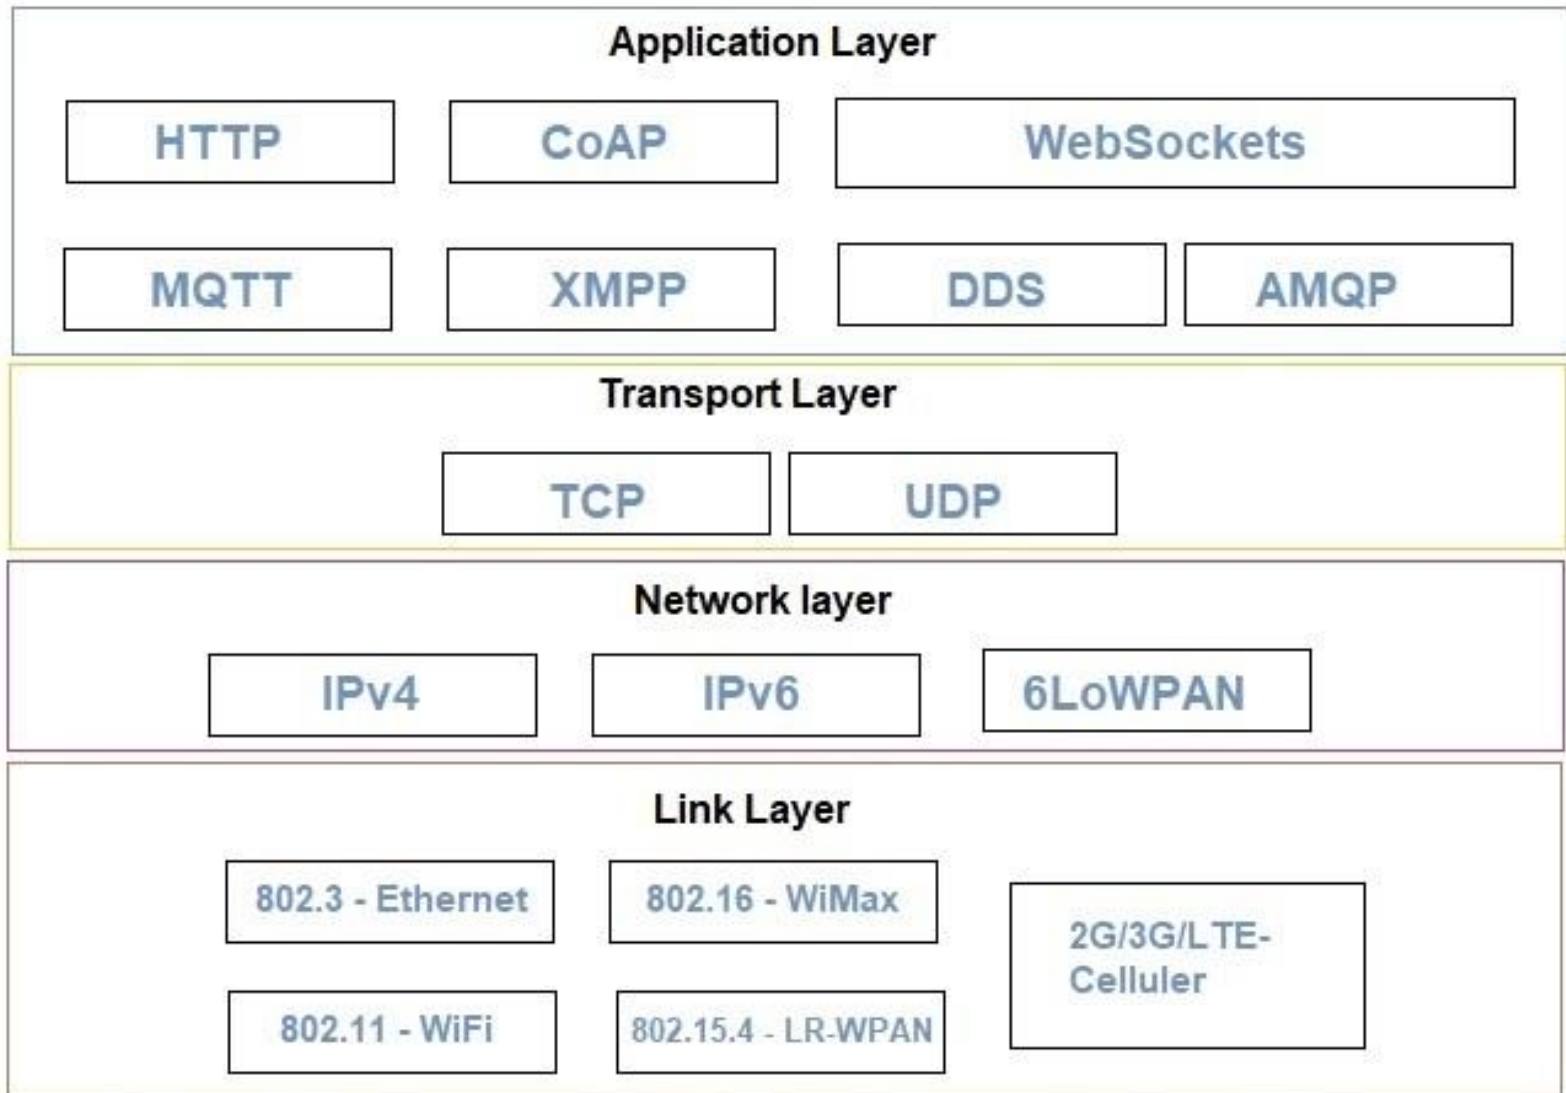 Application Layer
HTTP
CoAP
WebSockets
MQTT
XMPP
DDS
AMQP
Transport Layer
TCP
UDP
Network layer
IPv4
IPv6
6LoWPAN
Link Layer
802.3 - Ethernet
802.16 - WiMax
2G/3G/LTE-
Celluler
802.11 - WiFi
802.15.4 - LR-WPAN